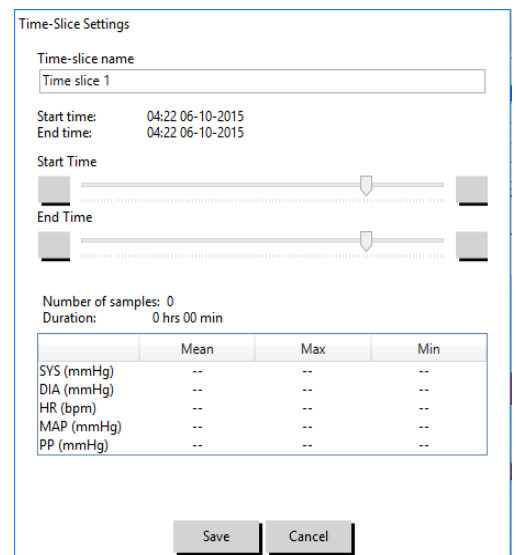 Time-Slice Settings
Time-slice name
Time slice 1
Start time: 04:22 06-10-2015
End time: 04:22 06-10-2015
Start Time
End Time
Number of samples: 0
Duration: 0 hrs 00 min
Mean Max Min
SYS (mmHg) -- -- --
DIA (mmHg) -- -- --
HR (bpm) -- -- --
MAP (mmHg) -- -- --
PP (mmHg) -- -- --
Save Cancel